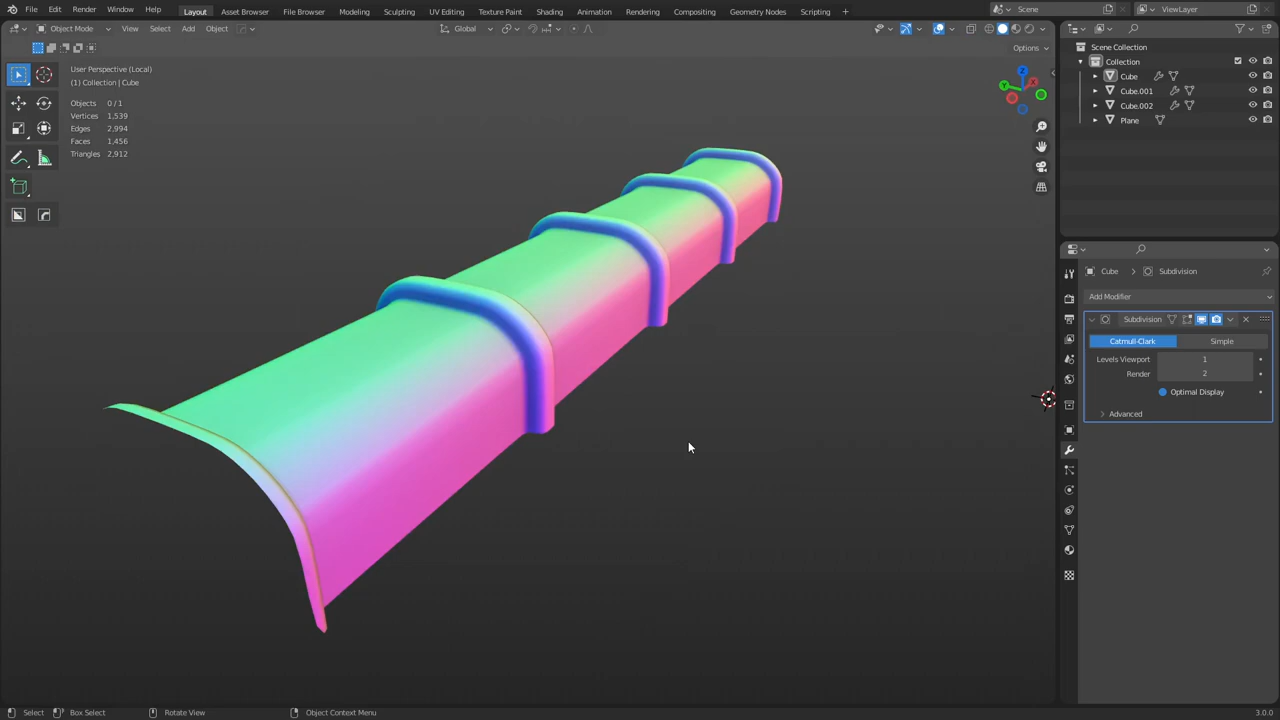 File Edit Render Window Help Layout Asset Browser File Browser Modeling Sculpting UV Editing Texture Paint Shading Animation Rendering Compositing Geometry Nodes Scripting + Scene ViewLayer
Object Mode View Select Add Object Global
Options
User Perspective (Local)
(1) Collection | Cube
Objects 0/1
Vertices 1,539
Edges 2,994
Faces 1,456
Triangles 2,912
Z
Y
X
Scene Collection
Collection
Cube
Cube.001
Cube.002
Plane
Cube Subdivision
Add Modifier
Subdivision
Catmull-Clark Simple
Levels Viewport 1
Render 2
Optimal Display
Advanced
Select Box Select Rotate View Object Context Menu 3.0.0